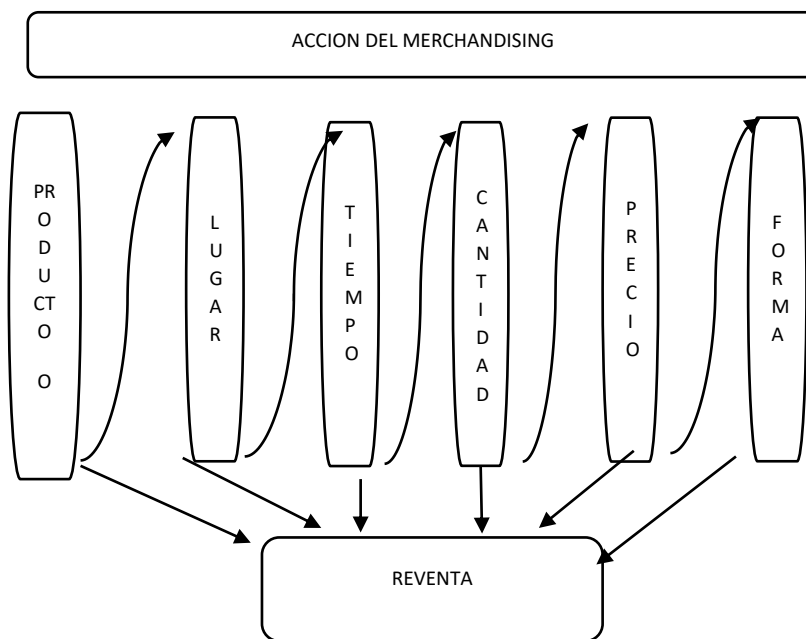 ACCION DEL MERCHANDISING
PR
O
D
U
CT
O
O
L
U
G
A
R
T
I
E
M
P
O
C
A
N
T
I
D
A
D
P
R
E
C
I
O
F
O
R
M
A
REVENTA